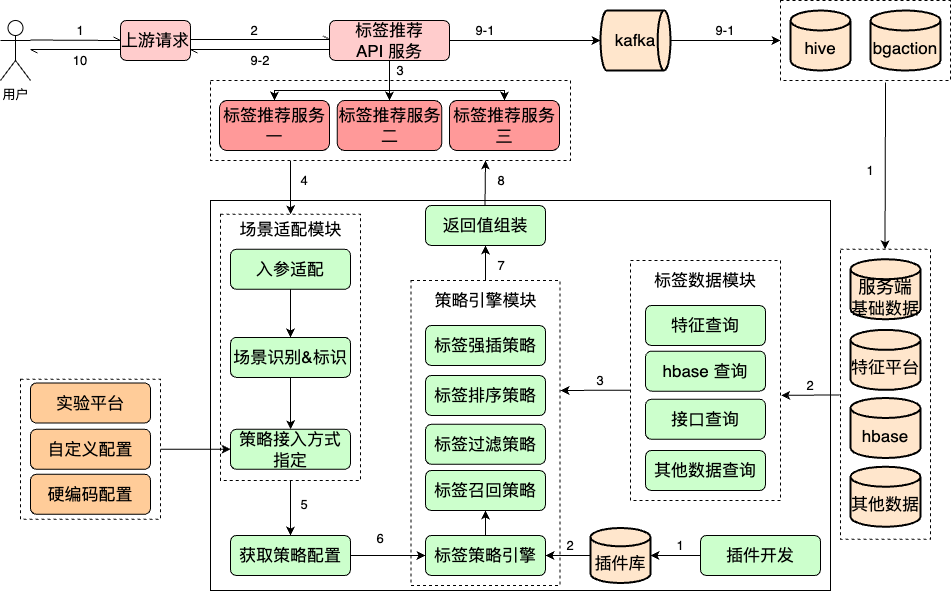 1
2
9-1
9-1
10
9-2
用户
上游请求
标签推荐
API 服务
kafka
hive
bgaction
3
标签推荐服务
一
标签推荐服务
二
标签推荐服务
三
4
8
1
场景适配模块
入参适配
场景识别&标识
策略接入方式
指定
实验平台
自定义配置
硬编码配置
5
获取策略配置
6
返回值组装
7
策略引擎模块
标签强插策略
标签排序策略
标签过滤策略
标签召回策略
标签策略引擎
3
标签数据模块
特征查询
hbase 查询
接口查询
其他数据查询
2
服务端
基础数据
特征平台
hbase
其他数据
2
插件库
1
插件开发